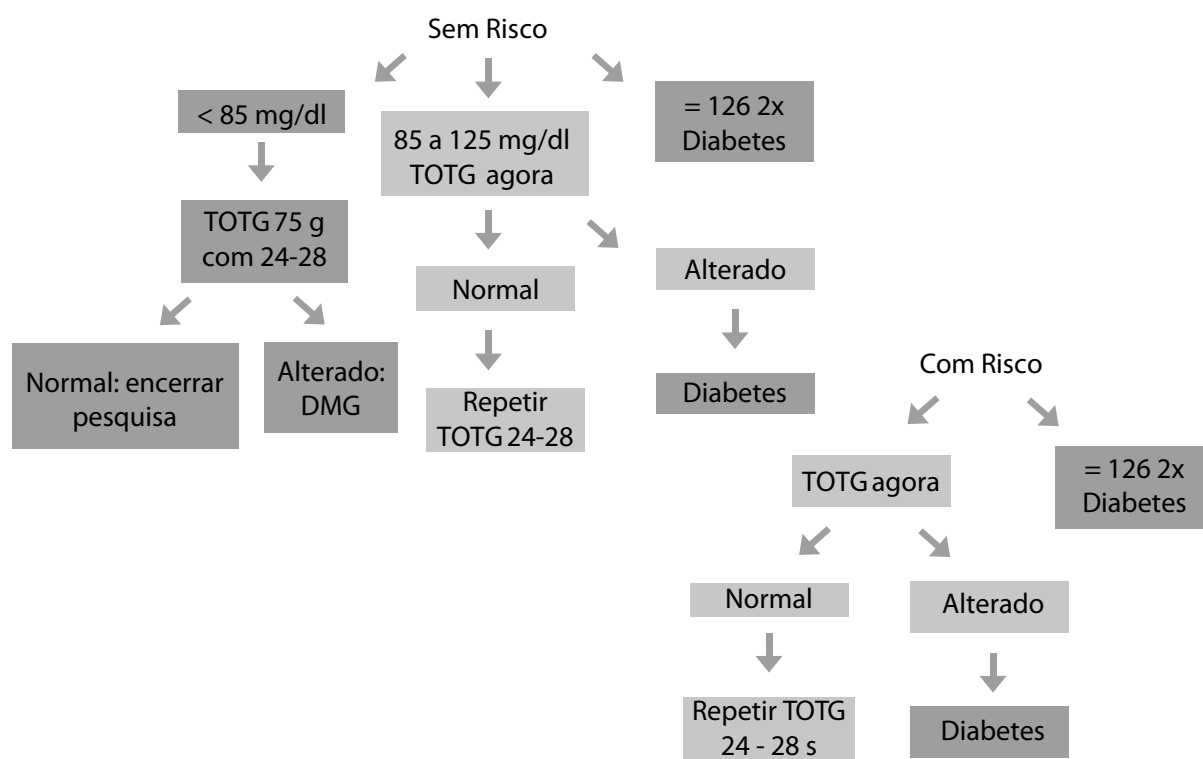 Sem Risco
< 85 mg/dl
85 a 125 mg/dl
TOTG agora
= 126 2x
Diabetes
TOTG 75 g
com 24-28
Normal
Alterado
Normal: encerrar
pesquisa
Alterado:
DMG
Repetir
TOTG 24-28
Diabetes
Com Risco
TOTG agora
= 126 2x
Diabetes
Normal
Alterado
Repetir TOTG
24 - 28 s
Diabetes